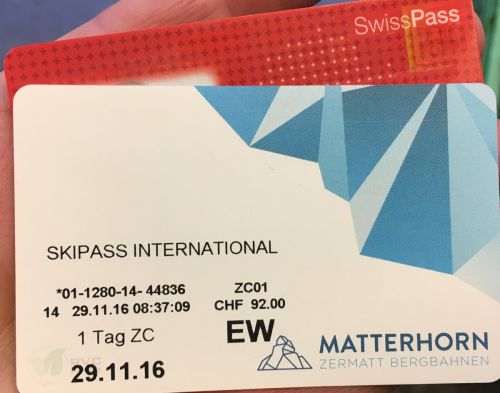 SwissPass
SKIPASS INTERNATIONAL
*01-1280-14- 44836 ZC01
14 29.11.16 08:37:09 CHF 92.00
1 Tag ZC EW
29.11.16
MATTERHORN
ZERMATT BERGBAHNEN